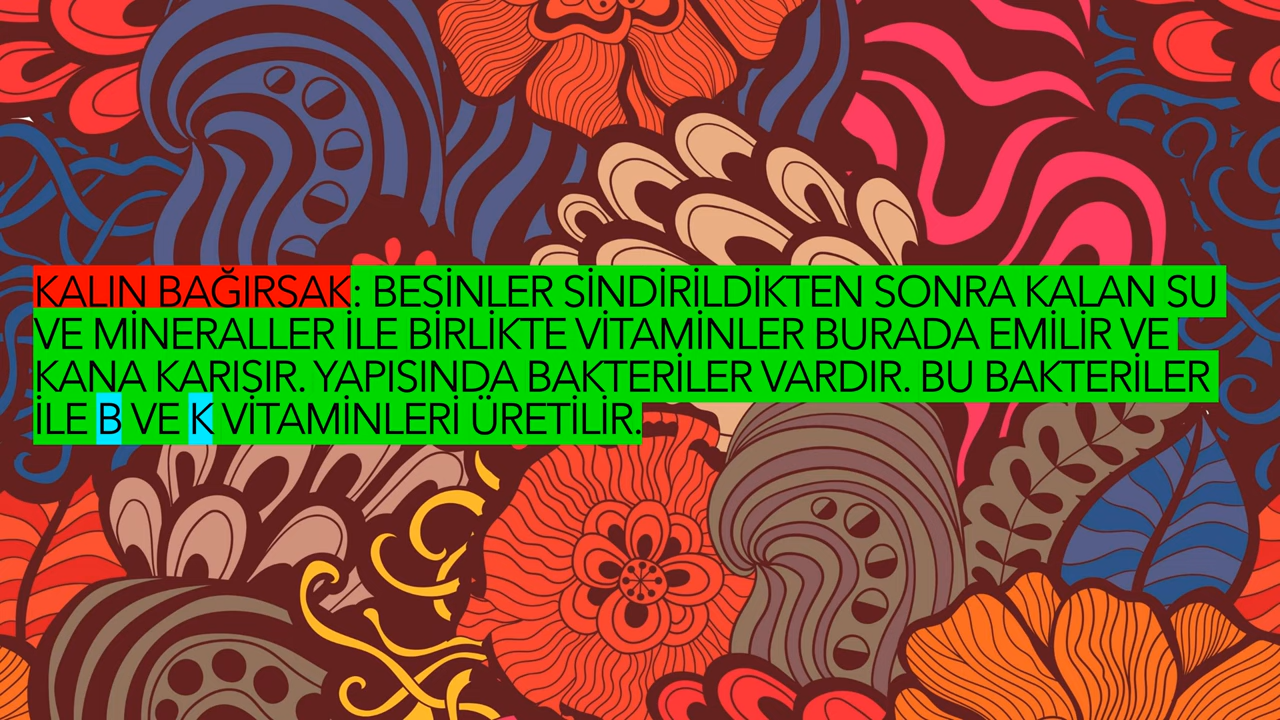 KALIN BAĞIRSAK: BESİNLER SİNDİRİLDİKTEN SONRA KALAN SU
VE MİNERALLER İLE BİRLİKTE VİTAMİNLER BURADA EMİLİR VE
KANA KARIŞIR. YAPISINDA BAKTERİLER VARDIR. BU BAKTERİLER
İLE B VE K VİTAMİNLERİ ÜRETİLİR.